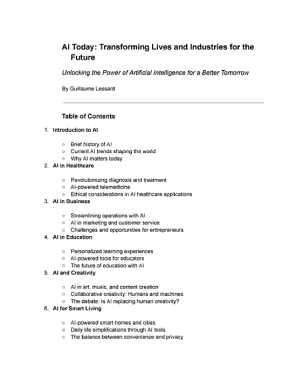 AI Today: Transforming Lives and Industries for the
Future
Unlocking the Power of Artificial Intelligence for a Better Tomorrow
By Guillaume Lessard
Table of Contents
1. Introduction to AI
○ Brief history of AI
○ Current AI trends shaping the world
○ Why AI matters today
2. AI in Healthcare
○ Revolutionizing diagnosis and treatment
○ AI-powered telemedicine
○ Ethical considerations in AI healthcare applications
3. AI in Business
○ Streamlining operations with AI
○ AI in marketing and customer service
○ Challenges and opportunities for entrepreneurs
4. AI in Education
○ Personalized learning experiences
○ AI-powered tools for educators
○ The future of education with AI
5. AI and Creativity
○ AI in art, music, and content creation
○ Collaborative creativity: Humans and machines
○ The debate: Is AI replacing human creativity?
6. AI for Smart Living
○ AI-powered smart homes and cities
○ Daily life simplifications through AI tools
○ The balance between convenience and privacy